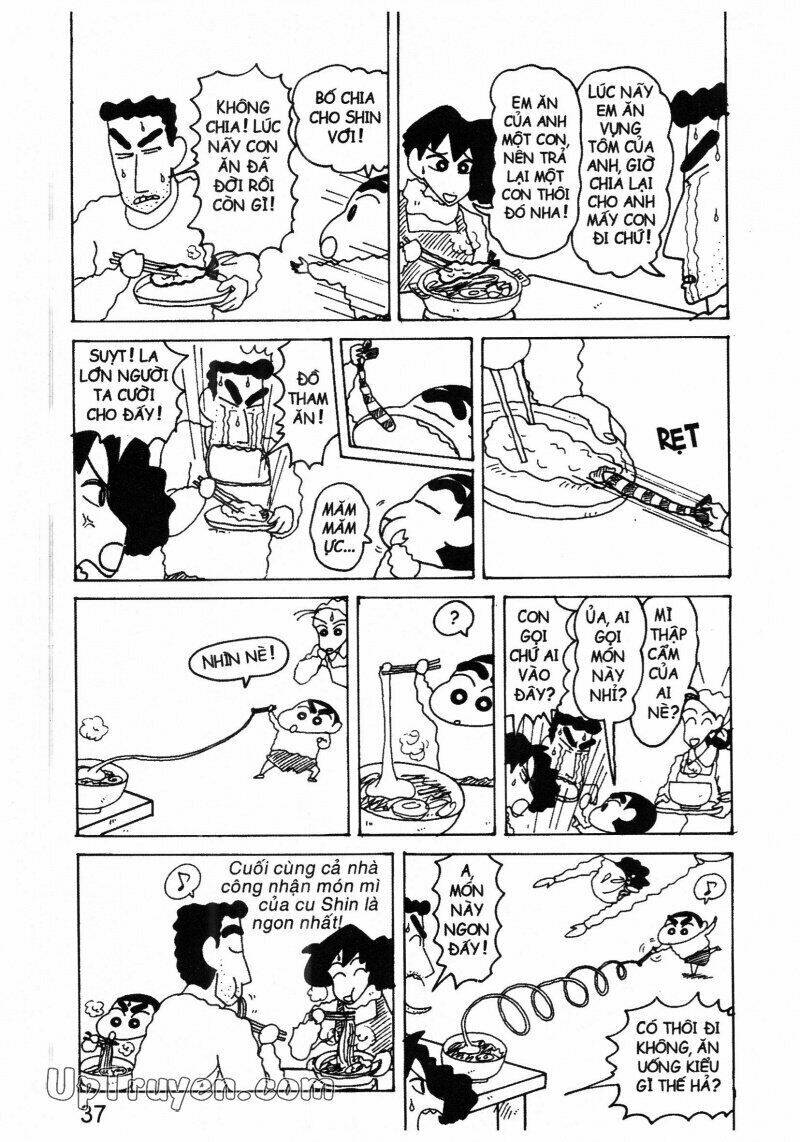 LÚC NÃY
EM ĂN
VỤNG
TÔM CỦA
ANH, GIỜ
CHIA LẠI
CHO ANH
MẤY CON
ĐI CHỨ!
EM ĂN
CỦA ANH
MỘT CON,
NÊN TRẢ
LẠI MỘT
CON THÔI
ĐÓ NHA!
BỐ CHIA
CHO SHIN
VỚI!
KHÔNG
CHIA! LÚC
NÃY CON
ĂN ĐÃ
ĐỜI RỒI
CÒN GÌ!
RẸT
ĐỒ
THAM
ĂN!
MĂM
MĂM
ỰC...
SUỴT! LA
LỚN NGƯỜI
TA CƯỜI
CHO ĐẤY!
MÌ
THẬP
CẨM
CỦA
AI
NÈ?
ỦA, AI
GỌI
MÓN
NÀY
NHỈ?
CON
GỌI
CHỨ AI
VÀO
ĐÂY?
?
NHÌN NÈ!
A,
MÓN
NÀY
NGON
ĐẤY!
CÓ THÔI ĐI
KHÔNG, ĂN
UỐNG KIỂU
GÌ THẾ HẢ?
Cuối cùng cả nhà
công nhận món mì
của cu Shin là
ngon nhất!
UpTruyen.com
37